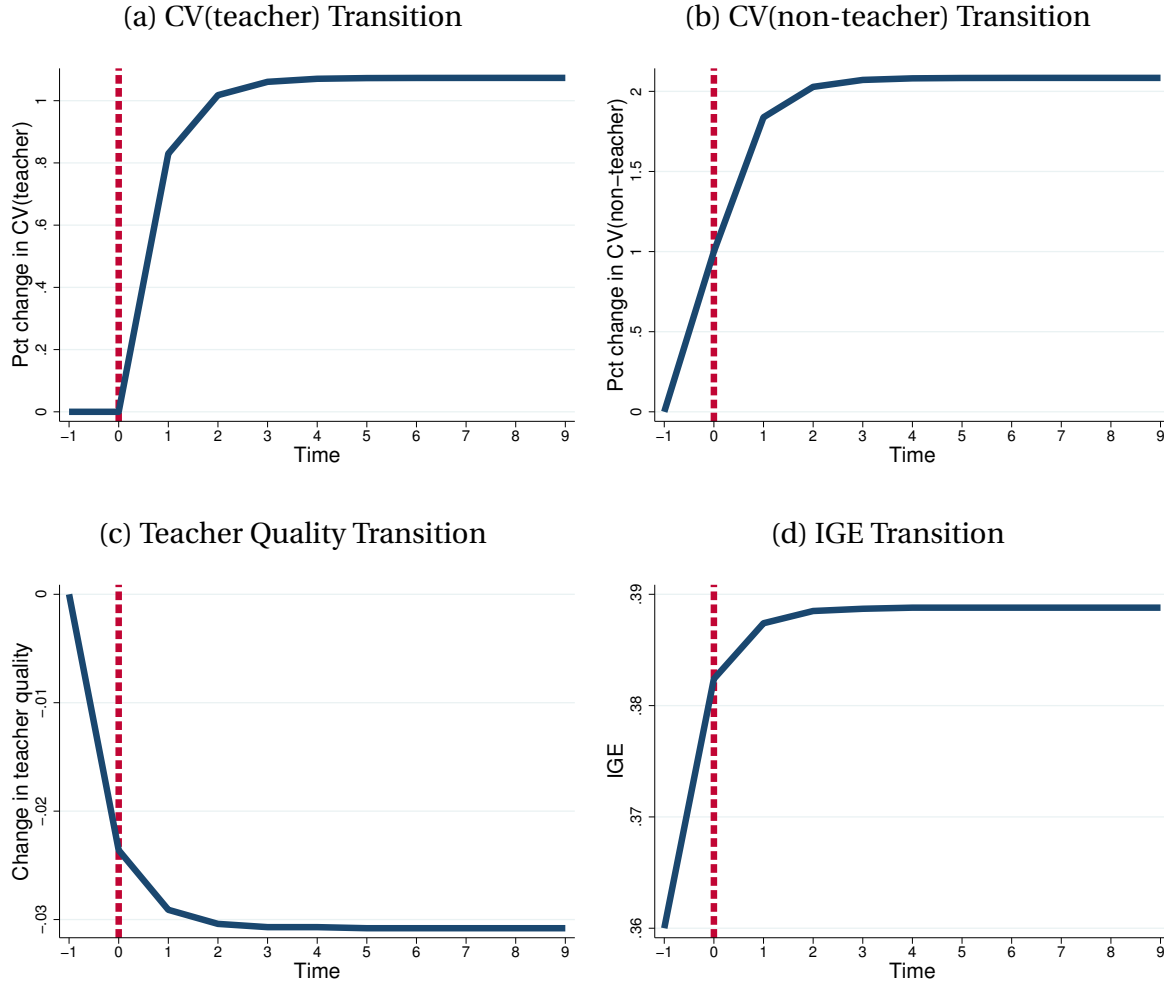 (a) CV(teacher) Transition
Pct change in CV(teacher)
1
.8
.6
.4
.2
0
−1 0 1 2 3 4 5 6 7 8 9
Time
(b) CV(non-teacher) Transition
Pct change in CV(non−teacher)
2
1.5
1
.5
0
−1 0 1 2 3 4 5 6 7 8 9
Time
(c) Teacher Quality Transition
Change in teacher quality
0
−.01
−.02
−.03
−1 0 1 2 3 4 5 6 7 8 9
Time
(d) IGE Transition
IGE
.39
.38
.37
.36
−1 0 1 2 3 4 5 6 7 8 9
Time